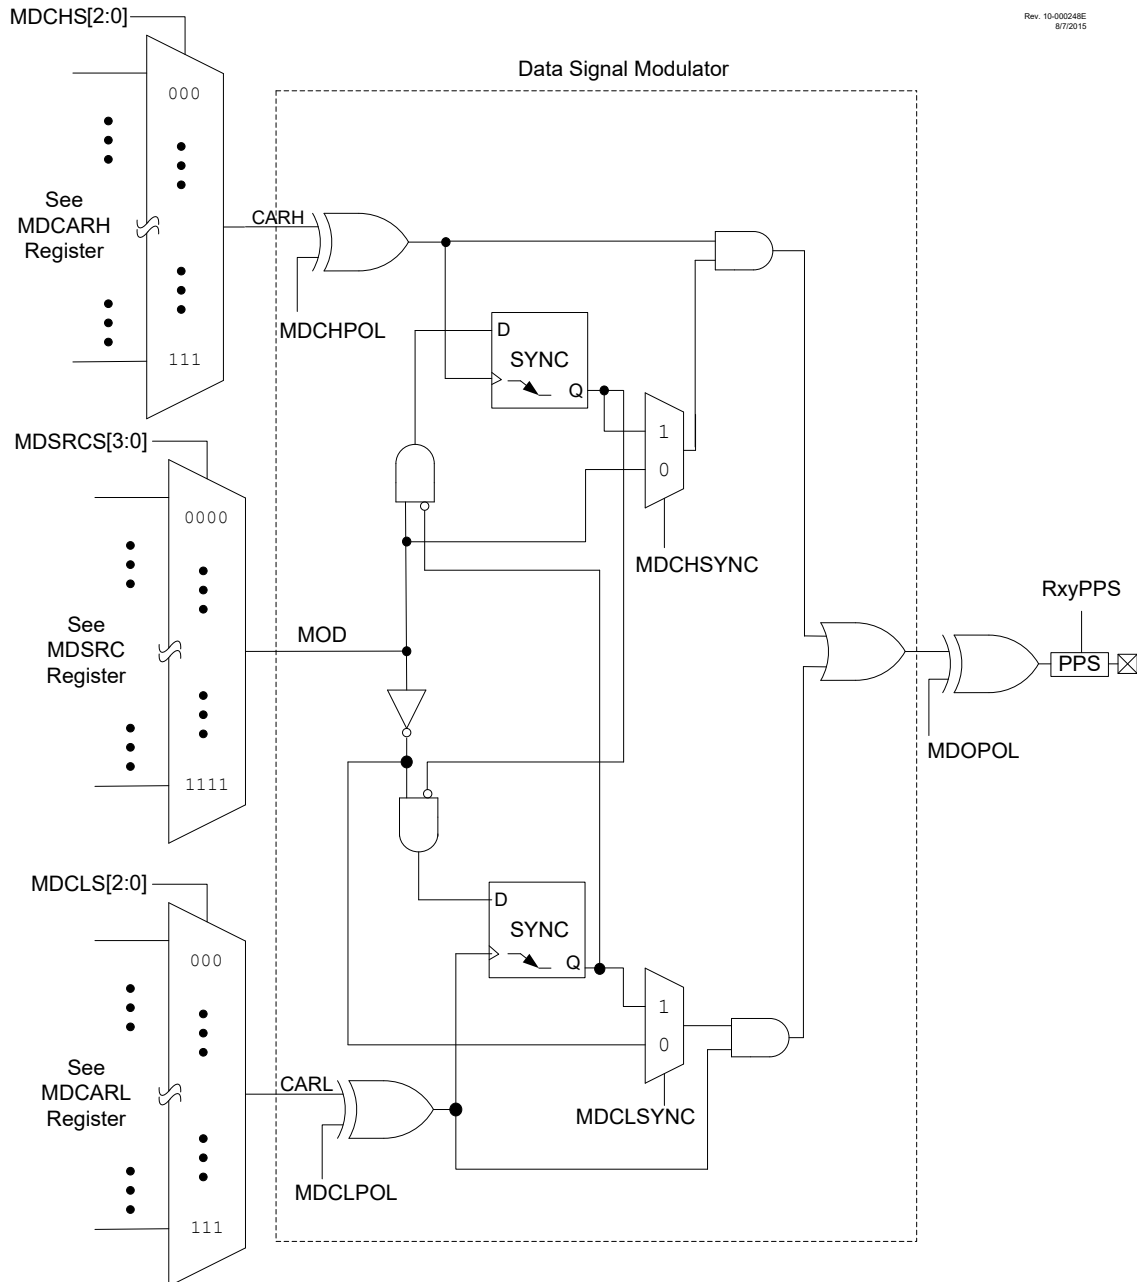 MDCHS[2:0]
Rev. 10-000248E
8/7/2015
Data Signal Modulator
000
See
MDCARH
Register
CARH
111
MDCHPOL
D
SYNC
Q
1
0
MDCHSYNC
MDSRCS[3:0]
0000
See
MDSRC
Register
MOD
1111
RxyPPS
PPS
MDOPOL
MDCLS[2:0]
000
D
SYNC
Q
1
0
See
MDCARL
Register
CARL
MDCLSYNC
MDCLPOL
111